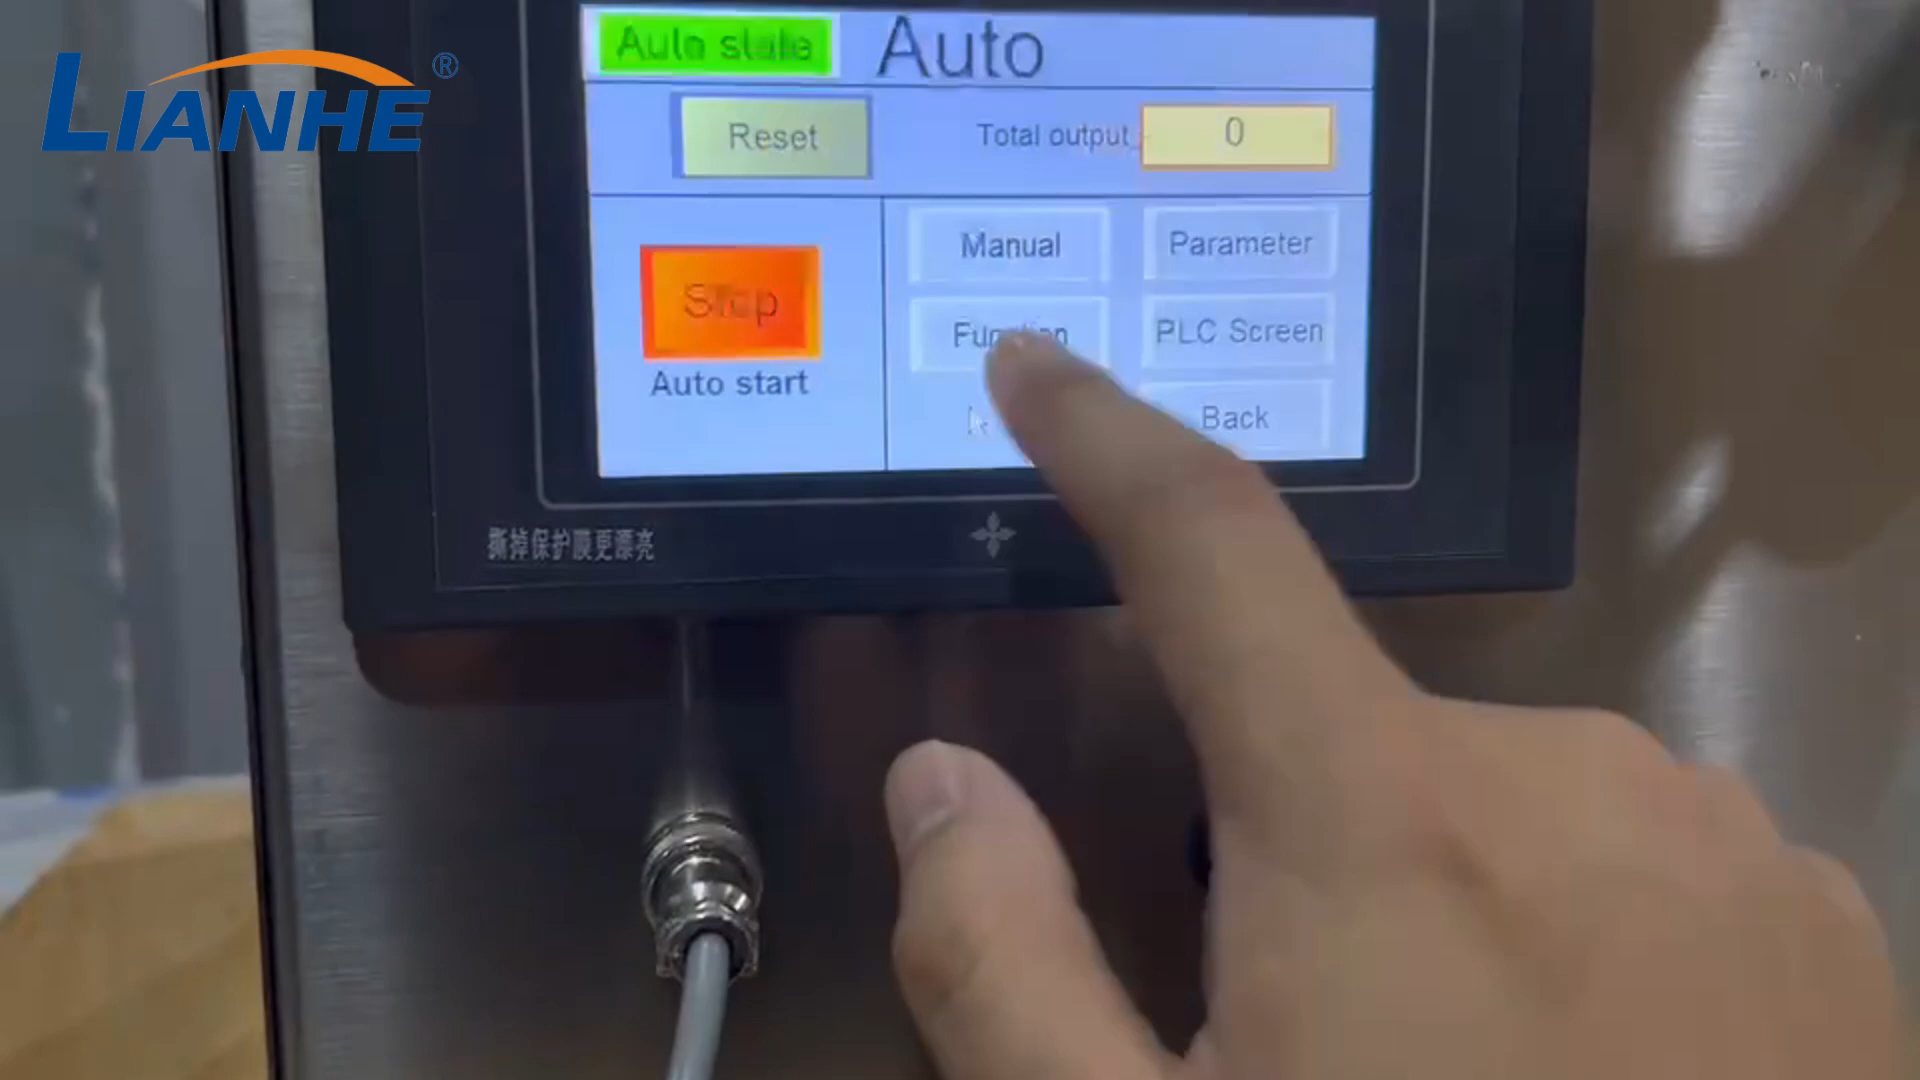 LIANHE®
Auto state Auto
Reset Total output 0
Manual Parameter
Stop
Function PLC Screen
Auto start
Back
撕掉保护膜更漂亮